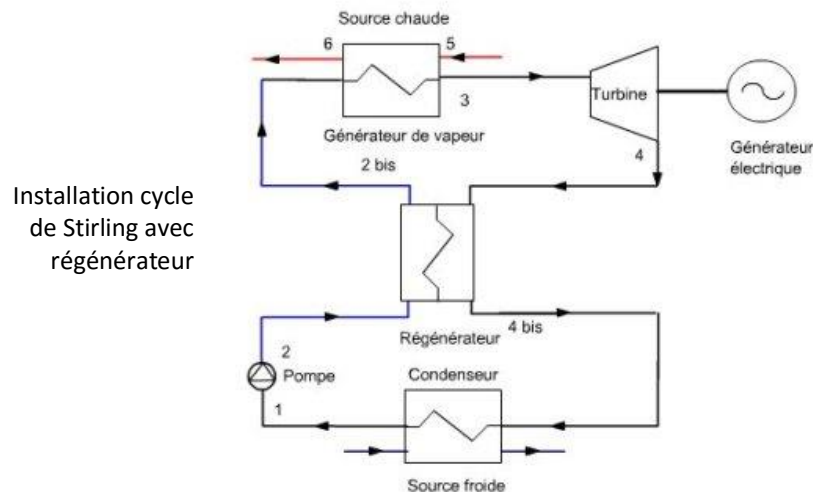 Source chaude
6
5
3
Turbine
Générateur de vapeur
4
Générateur
électrique
2 bis
Installation cycle
de Stirling avec
régénérateur
4 bis
Régénérateur
2
Pompe
Condenseur
1
Source froide